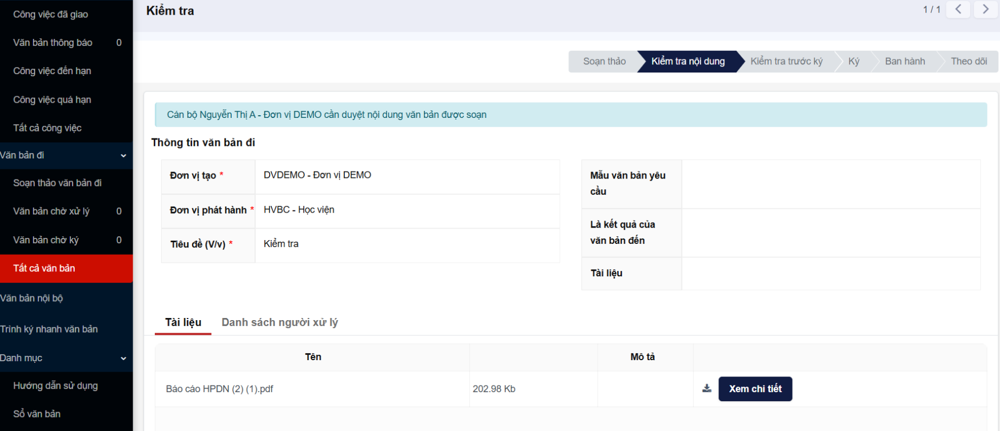 Công việc đã giao
Văn bản thông báo 0
Công việc đến hạn
Công việc quá hạn
Tất cả công việc
Văn bản đi
Soạn thảo văn bản đi
Văn bản chờ xử lý 0
Văn bản chờ ký 0
Tất cả văn bản
Văn bản nội bộ
Trình ký nhanh văn bản
Danh mục
Hướng dẫn sử dụng
Sổ văn bản
Kiểm tra
1 / 1
Soạn thảo Kiểm tra nội dung Kiểm tra trước ký Ký Ban hành Theo dõi
Cán bộ Nguyễn Thị A - Đơn vị DEMO cần duyệt nội dung văn bản được soạn
Thông tin văn bản đi
Đơn vị tạo * DVDEMO - Đơn vị DEMO
Đơn vị phát hành * HVBC - Học viện
Tiêu đề (V/v) * Kiểm tra
Mẫu văn bản yêu
cầu
Là kết quả của
văn bản đến
Tài liệu
Tài liệu Danh sách người xử lý
Tên Mô tả
Báo cáo HPDN (2) (1).pdf 202.98 Kb Xem chi tiết